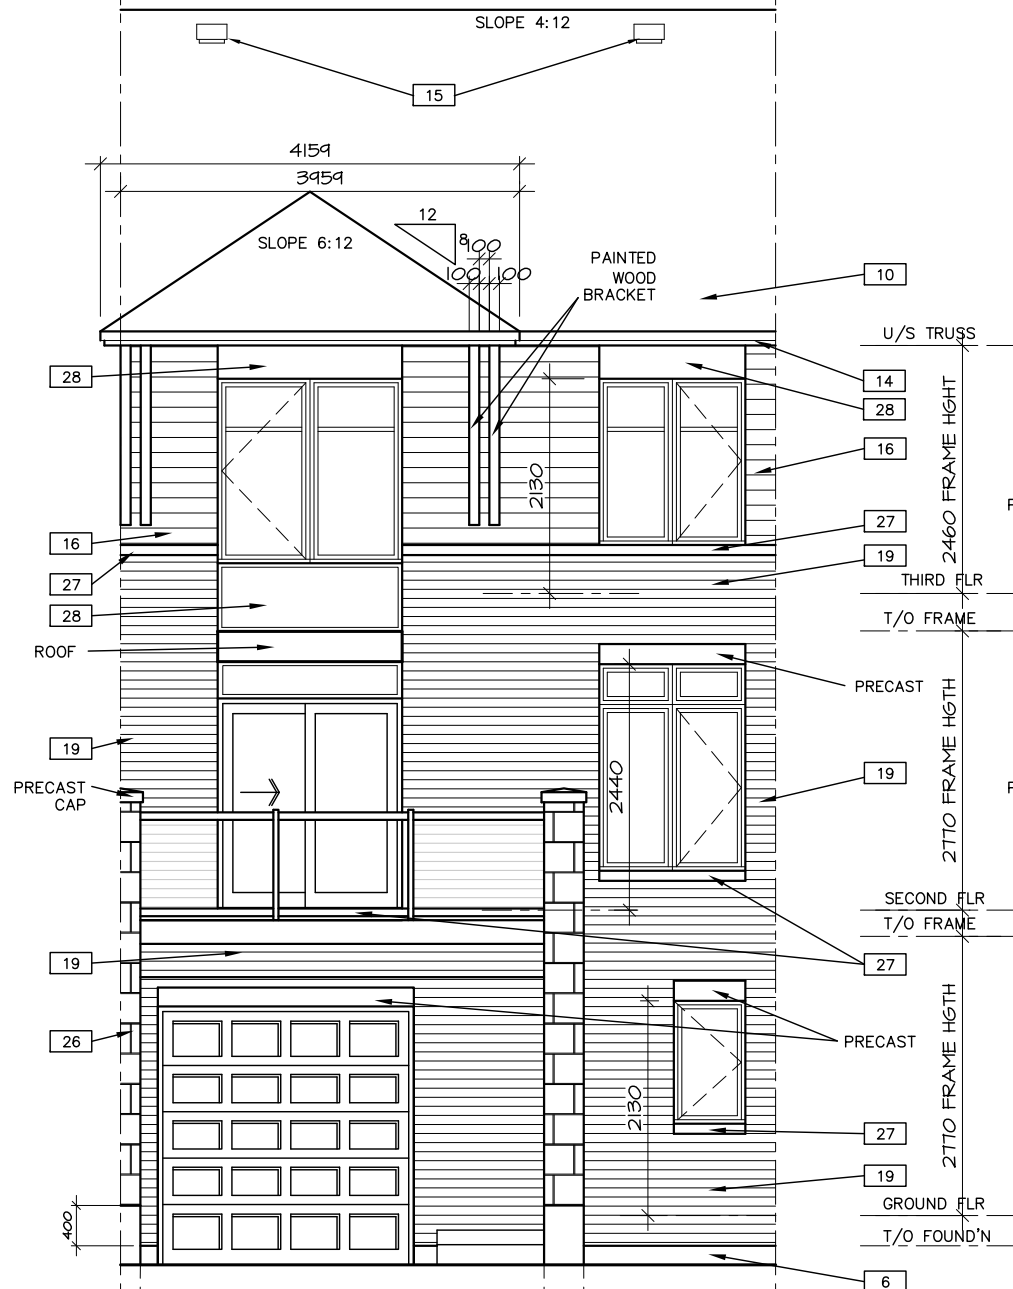 SLOPE 4:12
15
4159
3959
12
8
SLOPE 6:12
100
100
100
PAINTED
WOOD
BRACKET
10
U/S TRUSS
28
14
28
16
2130
2460 FRAME HGHT
16
27
27
19
THIRD FLR
28
T/O FRAME
ROOF
PRECAST
19
PRECAST
CAP
19
2440
2770 FRAME HGTH
SECOND FLR
T/O FRAME
19
27
26
PRECAST
2130
2770 FRAME HGTH
27
19
400
GROUND FLR
T/O FOUND'N
6